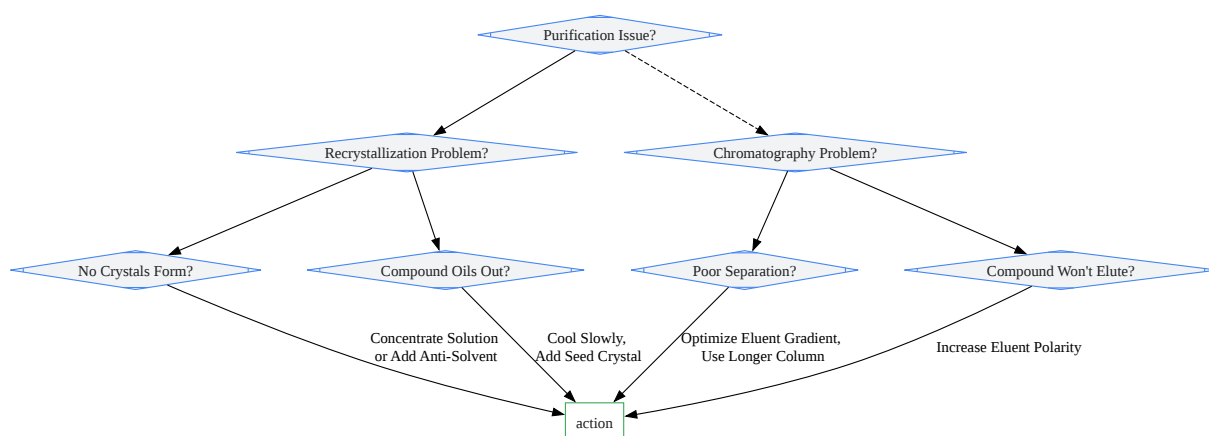 Purification Issue?
Recrystallization Problem?
Chromatography Problem?
No Crystals Form?
Compound Oils Out?
Poor Separation?
Compound Won't Elute?
Concentrate Solution
or Add Anti-Solvent
Cool Slowly,
Add Seed Crystal
Optimize Eluent Gradient,
Use Longer Column
Increase Eluent Polarity
action